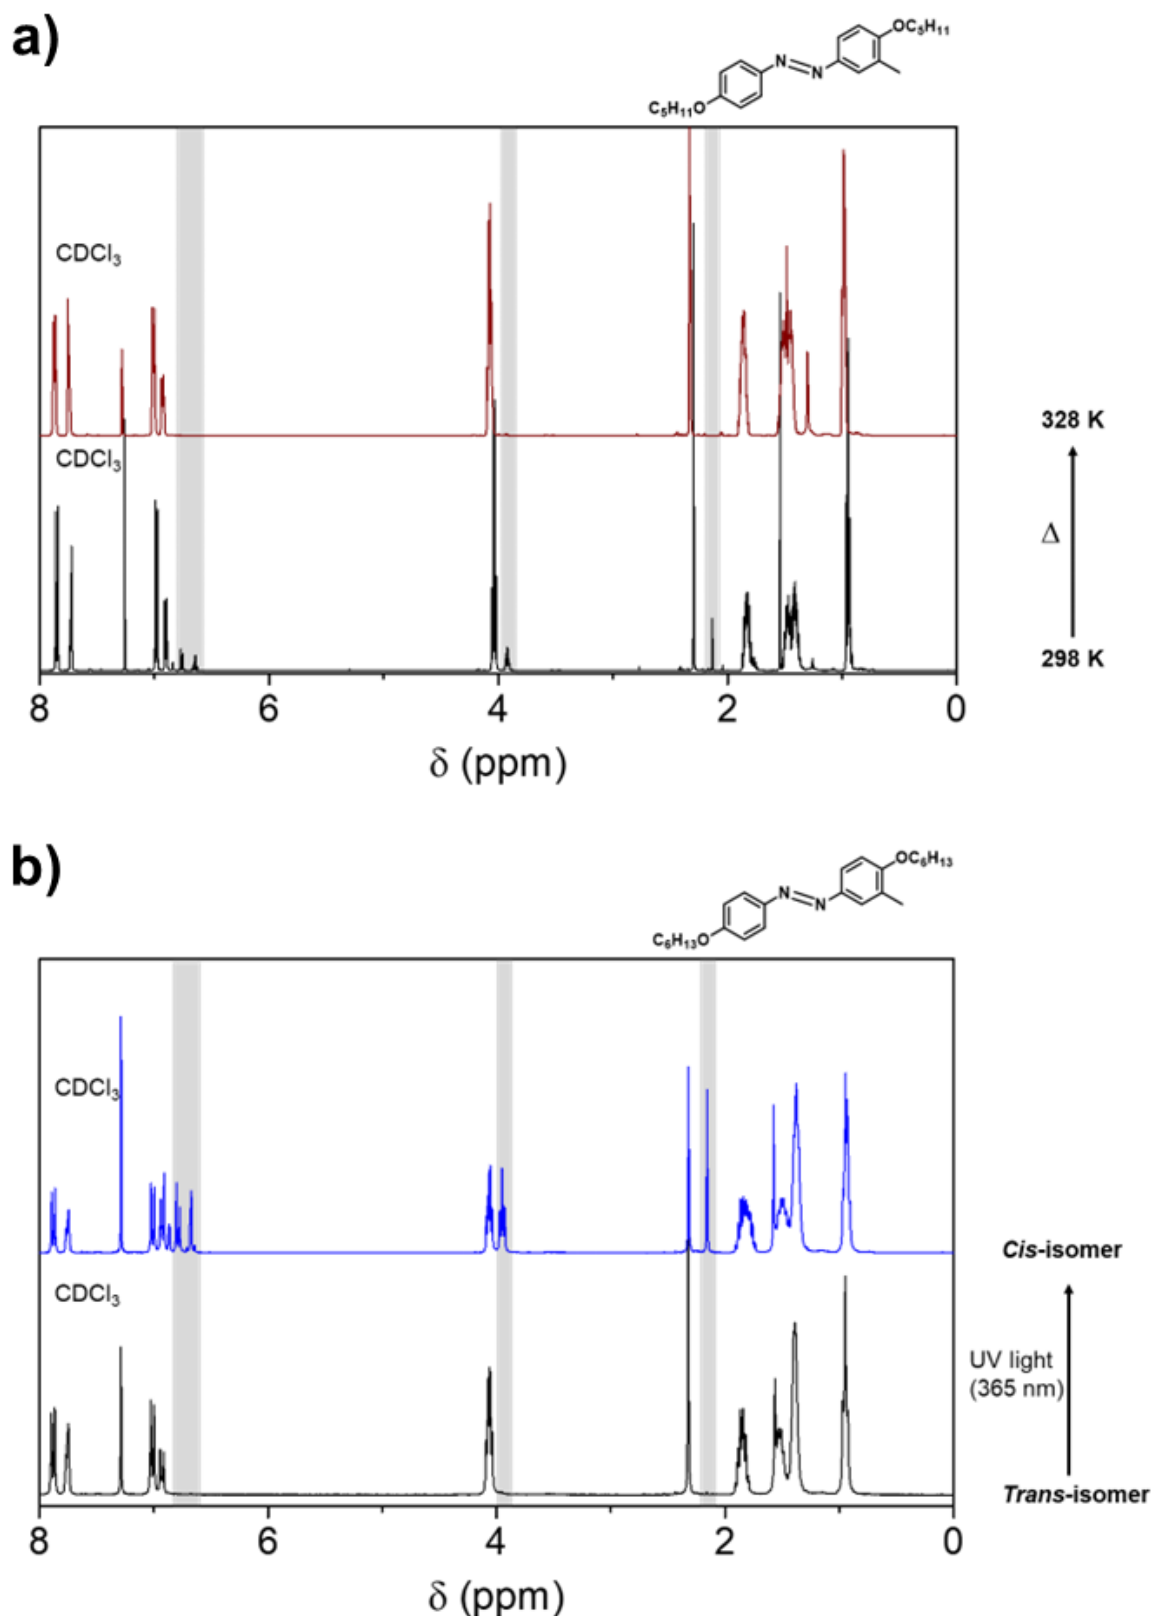 a)
OC₅H₁₁
N
N
C₅H₁₁O
CDCl₃
328 K
CDCl₃
Δ
298 K
8 6 4 2 0
δ (ppm)
b)
OC₆H₁₃
N
N
C₆H₁₃O
CDCl₃
Cis-isomer
CDCl₃
UV light
(365 nm)
Trans-isomer
8 6 4 2 0
δ (ppm)